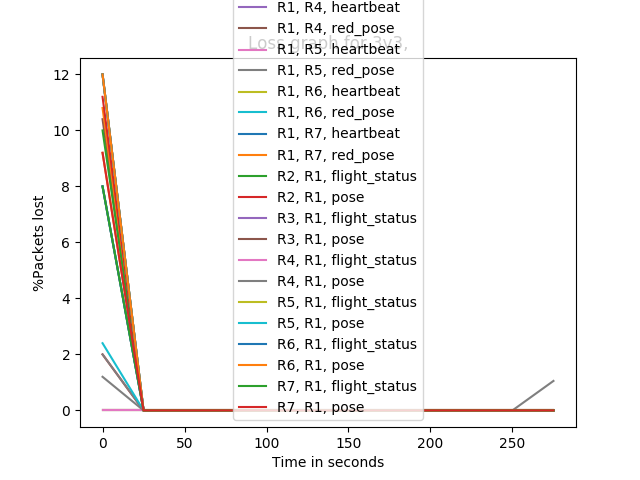 R1, R4, heartbeat
R1, R4, red_pose
Loss graph for 3v3,
R1, R5, heartbeat
R1, R5, red_pose
R1, R6, heartbeat
R1, R6, red_pose
R1, R7, heartbeat
R1, R7, red_pose
R2, R1, flight_status
R2, R1, pose
R3, R1, flight_status
R3, R1, pose
R4, R1, flight_status
R4, R1, pose
R5, R1, flight_status
R5, R1, pose
R6, R1, flight_status
R6, R1, pose
R7, R1, flight_status
R7, R1, pose
%Packets lost
12
10
8
6
4
2
0
0 50 100 150 200 250
Time in seconds